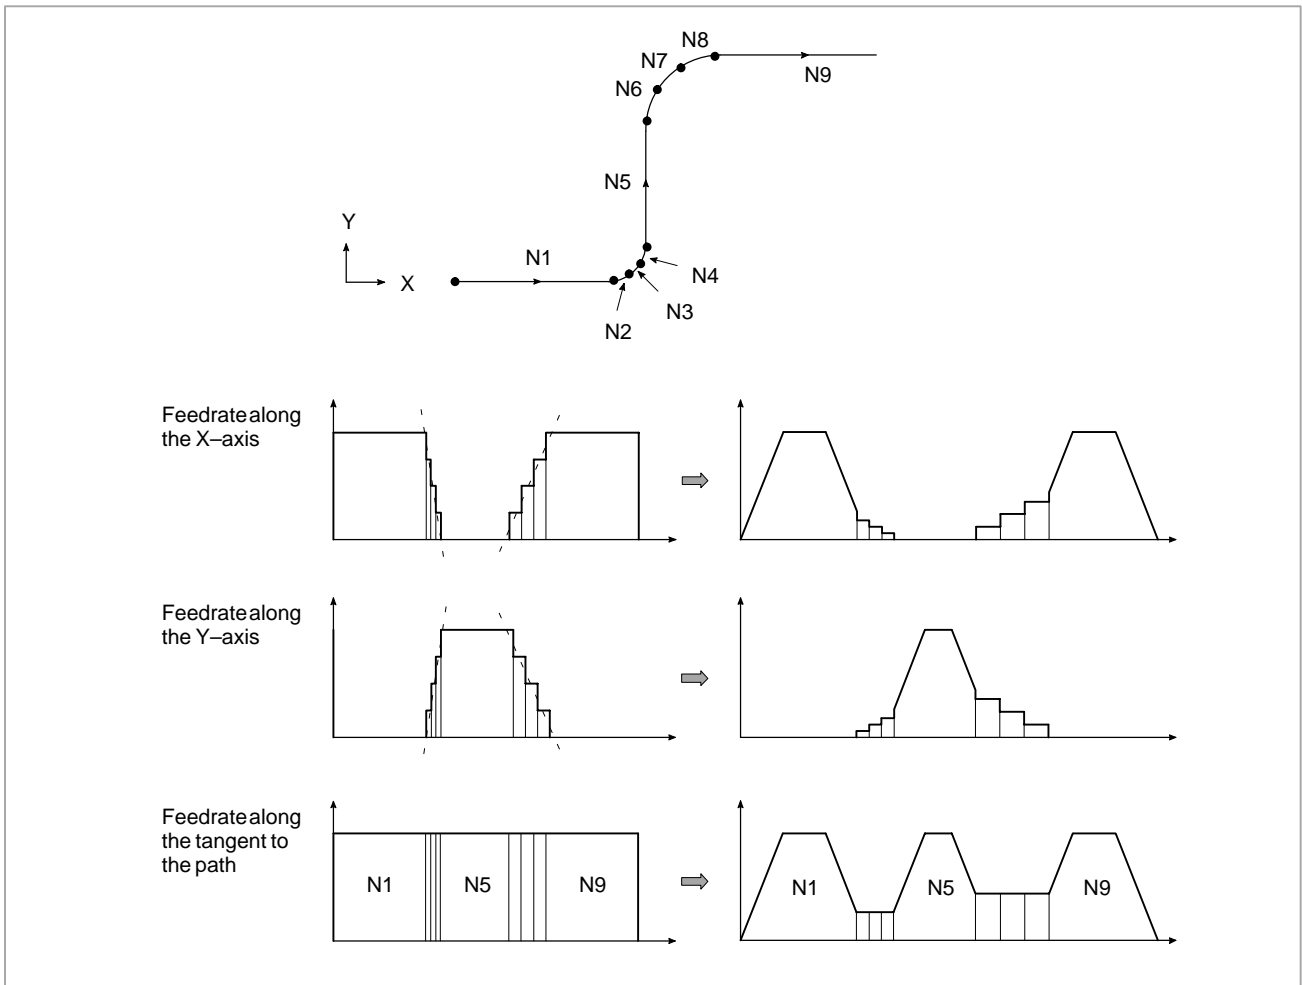 N8
N7
N6
N9
N5
Y
N1
X
N4
N3
N2
Feedrate along
the X–axis
Feedrate along
the Y–axis
Feedrate along
the tangent to
the path
N1 N5 N9
N1 N5 N9